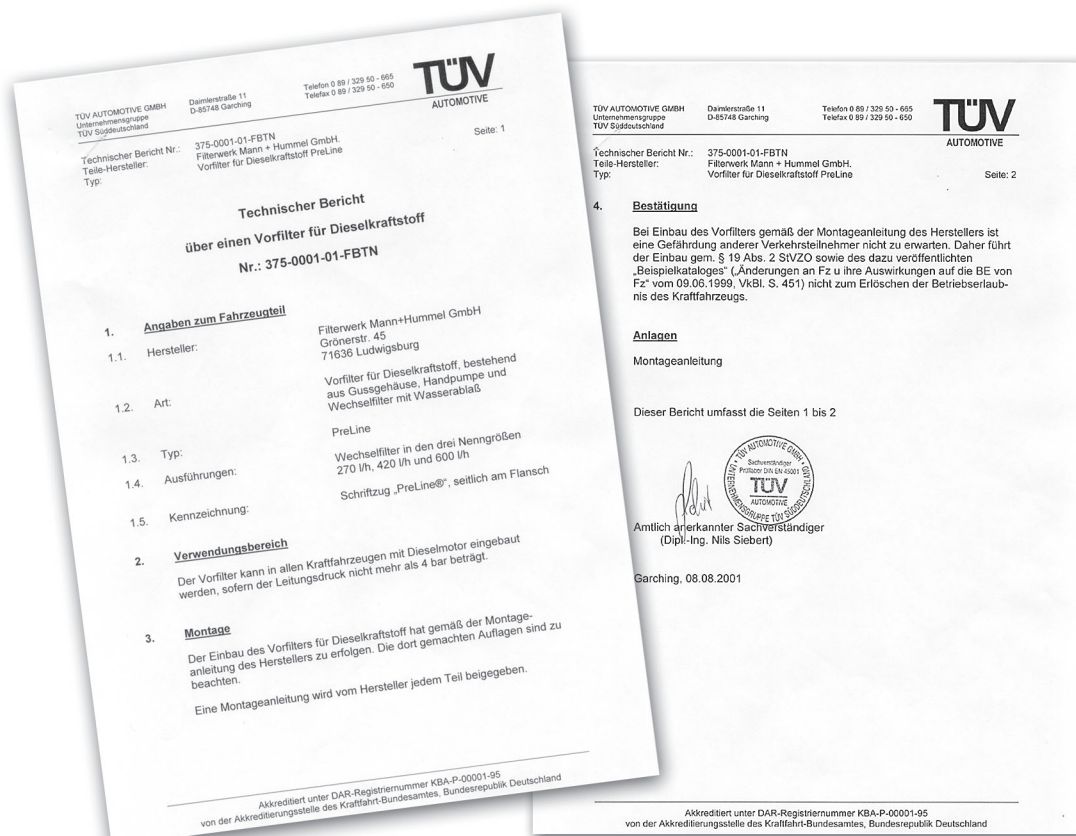 TÜV AUTOMOTIVE GMBH
Unternehmensgruppe
TÜV Süddeutschland
Daimlerstraße 11
D-85748 Garching
Telefon 0 89 / 329 50 - 665
Telefax 0 89 / 329 50 - 650
TÜV
AUTOMOTIVE
Technischer Bericht Nr.: 375-0001-01-FBTN
Teile-Hersteller: Filterwerk Mann + Hummel GmbH.
Typ: Vorfilter für Dieselkraftstoff PreLine
Seite: 1
Technischer Bericht
über einen Vorfilter für Dieselkraftstoff
Nr.: 375-0001-01-FBTN
1. Angaben zum Fahrzeugteil
1.1. Hersteller: Filterwerk Mann+Hummel GmbH
Grönerstr. 45
71636 Ludwigsburg
1.2. Art: Vorfilter für Dieselkraftstoff, bestehend
aus Gussgehäuse, Handpumpe und
Wechselfilter mit Wasserablaß
1.3. Typ: PreLine
1.4. Ausführungen: Wechselfilter in den drei Nenngrößen
270 l/h, 420 l/h und 600 l/h
1.5. Kennzeichnung: Schriftzug „PreLine®“, seitlich am Flansch
2. Verwendungsbereich
Der Vorfilter kann in allen Kraftfahrzeugen mit Dieselmotor eingebaut
werden, sofern der Leitungsdruck nicht mehr als 4 bar beträgt.
3. Montage
Der Einbau des Vorfilters für Dieselkraftstoff hat gemäß der Montage-
anleitung des Herstellers zu erfolgen. Die dort gemachten Auflagen sind zu
beachten.
Eine Montageanleitung wird vom Hersteller jedem Teil beigegeben.
Akkreditiert unter DAR-Registriernummer KBA-P-00001-95
von der Akkreditierungsstelle des Kraftfahrt-Bundesamtes, Bundesrepublik Deutschland
TÜV AUTOMOTIVE GMBH
Unternehmensgruppe
TÜV Süddeutschland
Daimlerstraße 11
D-85748 Garching
Telefon 0 89 / 329 50 - 665
Telefax 0 89 / 329 50 - 650
TÜV
AUTOMOTIVE
Technischer Bericht Nr.: 375-0001-01-FBTN
Teile-Hersteller: Filterwerk Mann + Hummel GmbH.
Typ: Vorfilter für Dieselkraftstoff PreLine
Seite: 2
4. Bestätigung
Bei Einbau des Vorfilters gemäß der Montageanleitung des Herstellers ist
eine Gefährdung anderer Verkehrsteilnehmer nicht zu erwarten. Daher führt
der Einbau gem. § 19 Abs. 2 StVZO sowie des dazu veröffentlichten
„Beispielkataloges“ („Änderungen an Fz u ihre Auswirkungen auf die BE von
Fz“ vom 09.06.1999, VkBl. S. 451) nicht zum Erlöschen der Betriebserlaub-
nis des Kraftfahrzeugs.
Anlagen
Montageanleitung
Dieser Bericht umfasst die Seiten 1 bis 2
TÜV AUTOMOTIVE GMBH
UNTERNEHMENSGRUPPE TÜV SÜDDEUTSCHLAND
Sachverständiger
Prüflabor DIN EN 45001
TÜV
AUTOMOTIVE
Amtlich anerkannter Sachverständiger
(Dipl.-Ing. Nils Siebert)
Garching, 08.08.2001
Akkreditiert unter DAR-Registriernummer KBA-P-00001-95
von der Akkreditierungsstelle des Kraftfahrt-Bundesamtes, Bundesrepublik Deutschland